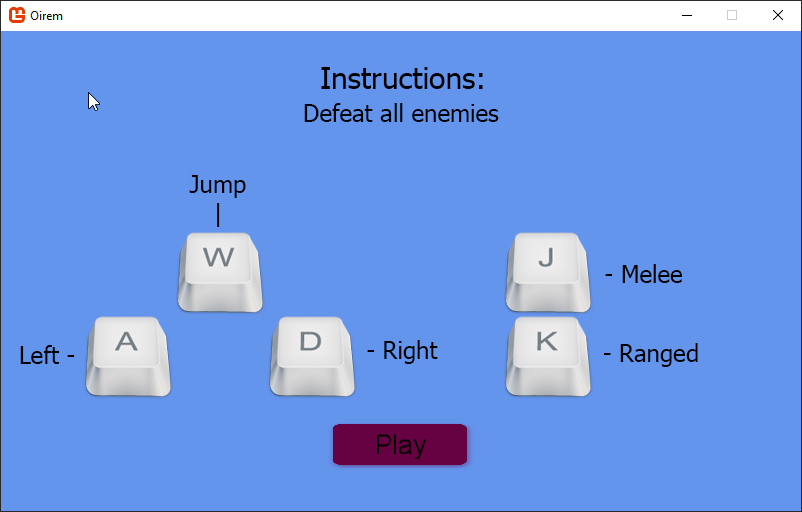 Oirem
Instructions:
Defeat all enemies
Jump
|
W
J
- Melee
Left -
A
D
- Right
K
- Ranged
Play